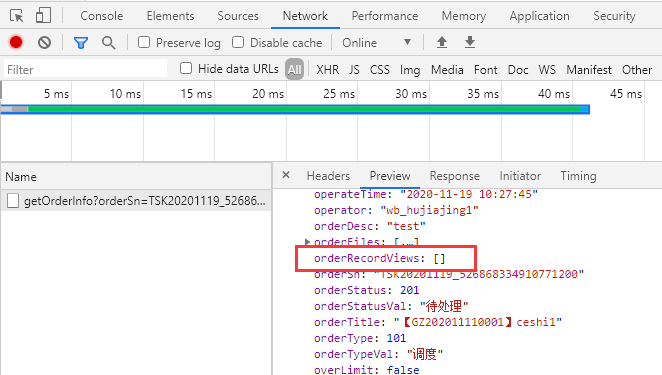 Elements Sources Network Performance Memory Application Security
Preserve log Disable cache Online
Filter Hide data URLs All XHR JS CSS Img Media Font Doc WS Manifest Other
5 ms 10 ms 15 ms 20 ms 25 ms 30 ms 35 ms 40 ms 45 ms
Name
getOrderInfo?orderSn=TSK20201119_52686...
× Headers Preview Response Initiator Timing
operateTime: "2020-11-19 10:27:45"
operator: "wb_hujiajing1"
orderDesc: "test"
orderFiles: [,…]
orderRecordViews: []
orderSn: "TSK20201119_526868334910771200"
orderStatus: 201
orderStatusVal: "待处理"
orderTitle: "【GZ202011110001】ceshi1"
orderType: 101
orderTypeVal: "调度"
overLimit: false